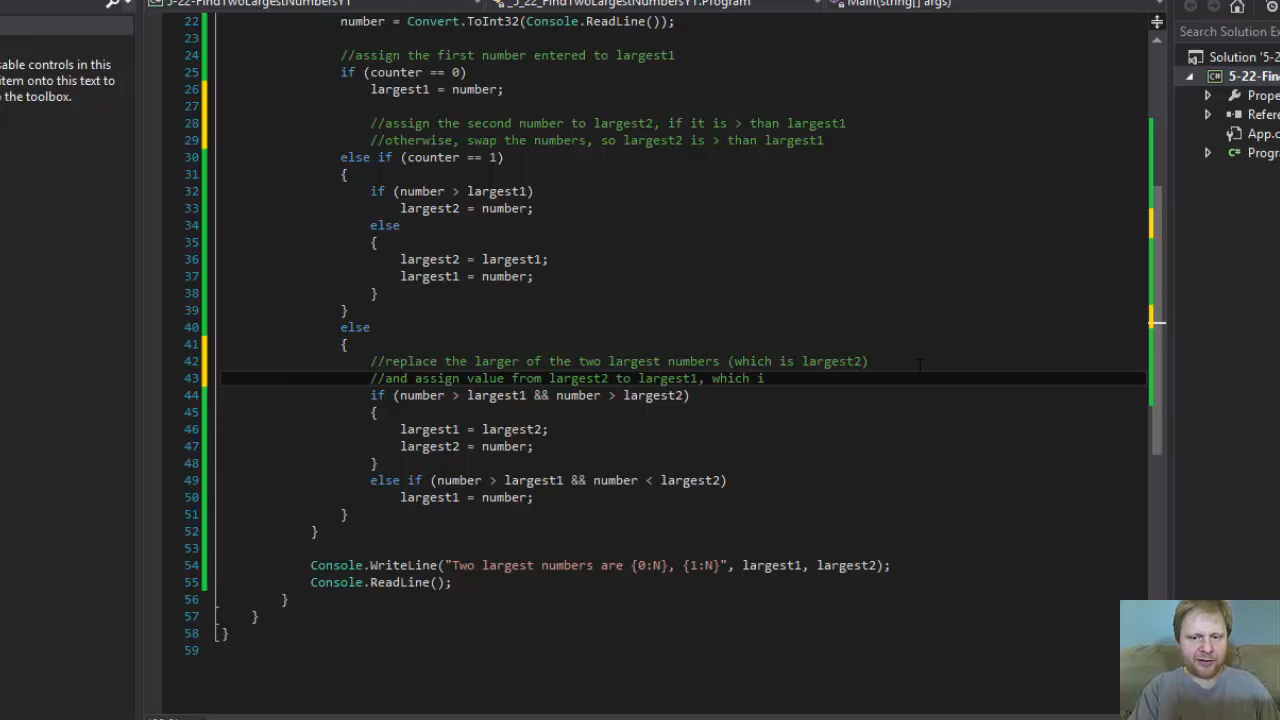 5-22-FindTwoLargestNumbersYT
_5_22_FindTwoLargestNumbersYT.Program
Main(string[] args)
22 number = Convert.ToInt32(Console.ReadLine());
23
24 //assign the first number entered to largest1
25 if (counter == 0)
26 largest1 = number;
27
28 //assign the second number to largest2, if it is > than largest1
29 //otherwise, swap the numbers, so largest2 is > than largest1
30 else if (counter == 1)
31 {
32 if (number > largest1)
33 largest2 = number;
34 else
35 {
36 largest2 = largest1;
37 largest1 = number;
38 }
39 }
40 else
41 {
42 //replace the larger of the two largest numbers (which is largest2)
43 //and assign value from largest2 to largest1, which i
44 if (number > largest1 && number > largest2)
45 {
46 largest1 = largest2;
47 largest2 = number;
48 }
49 else if (number > largest1 && number < largest2)
50 largest1 = number;
51 }
52 }
53
54 Console.WriteLine("Two largest numbers are {0:N}, {1:N}", largest1, largest2);
55 Console.ReadLine();
56 }
57 }
58 }
59
sable controls in this
item onto this text to
o the toolbox.
Search Solution Ex
Solution '5-2
C# 5-22-Fin
Prope
Refere
App.c
C# Progr